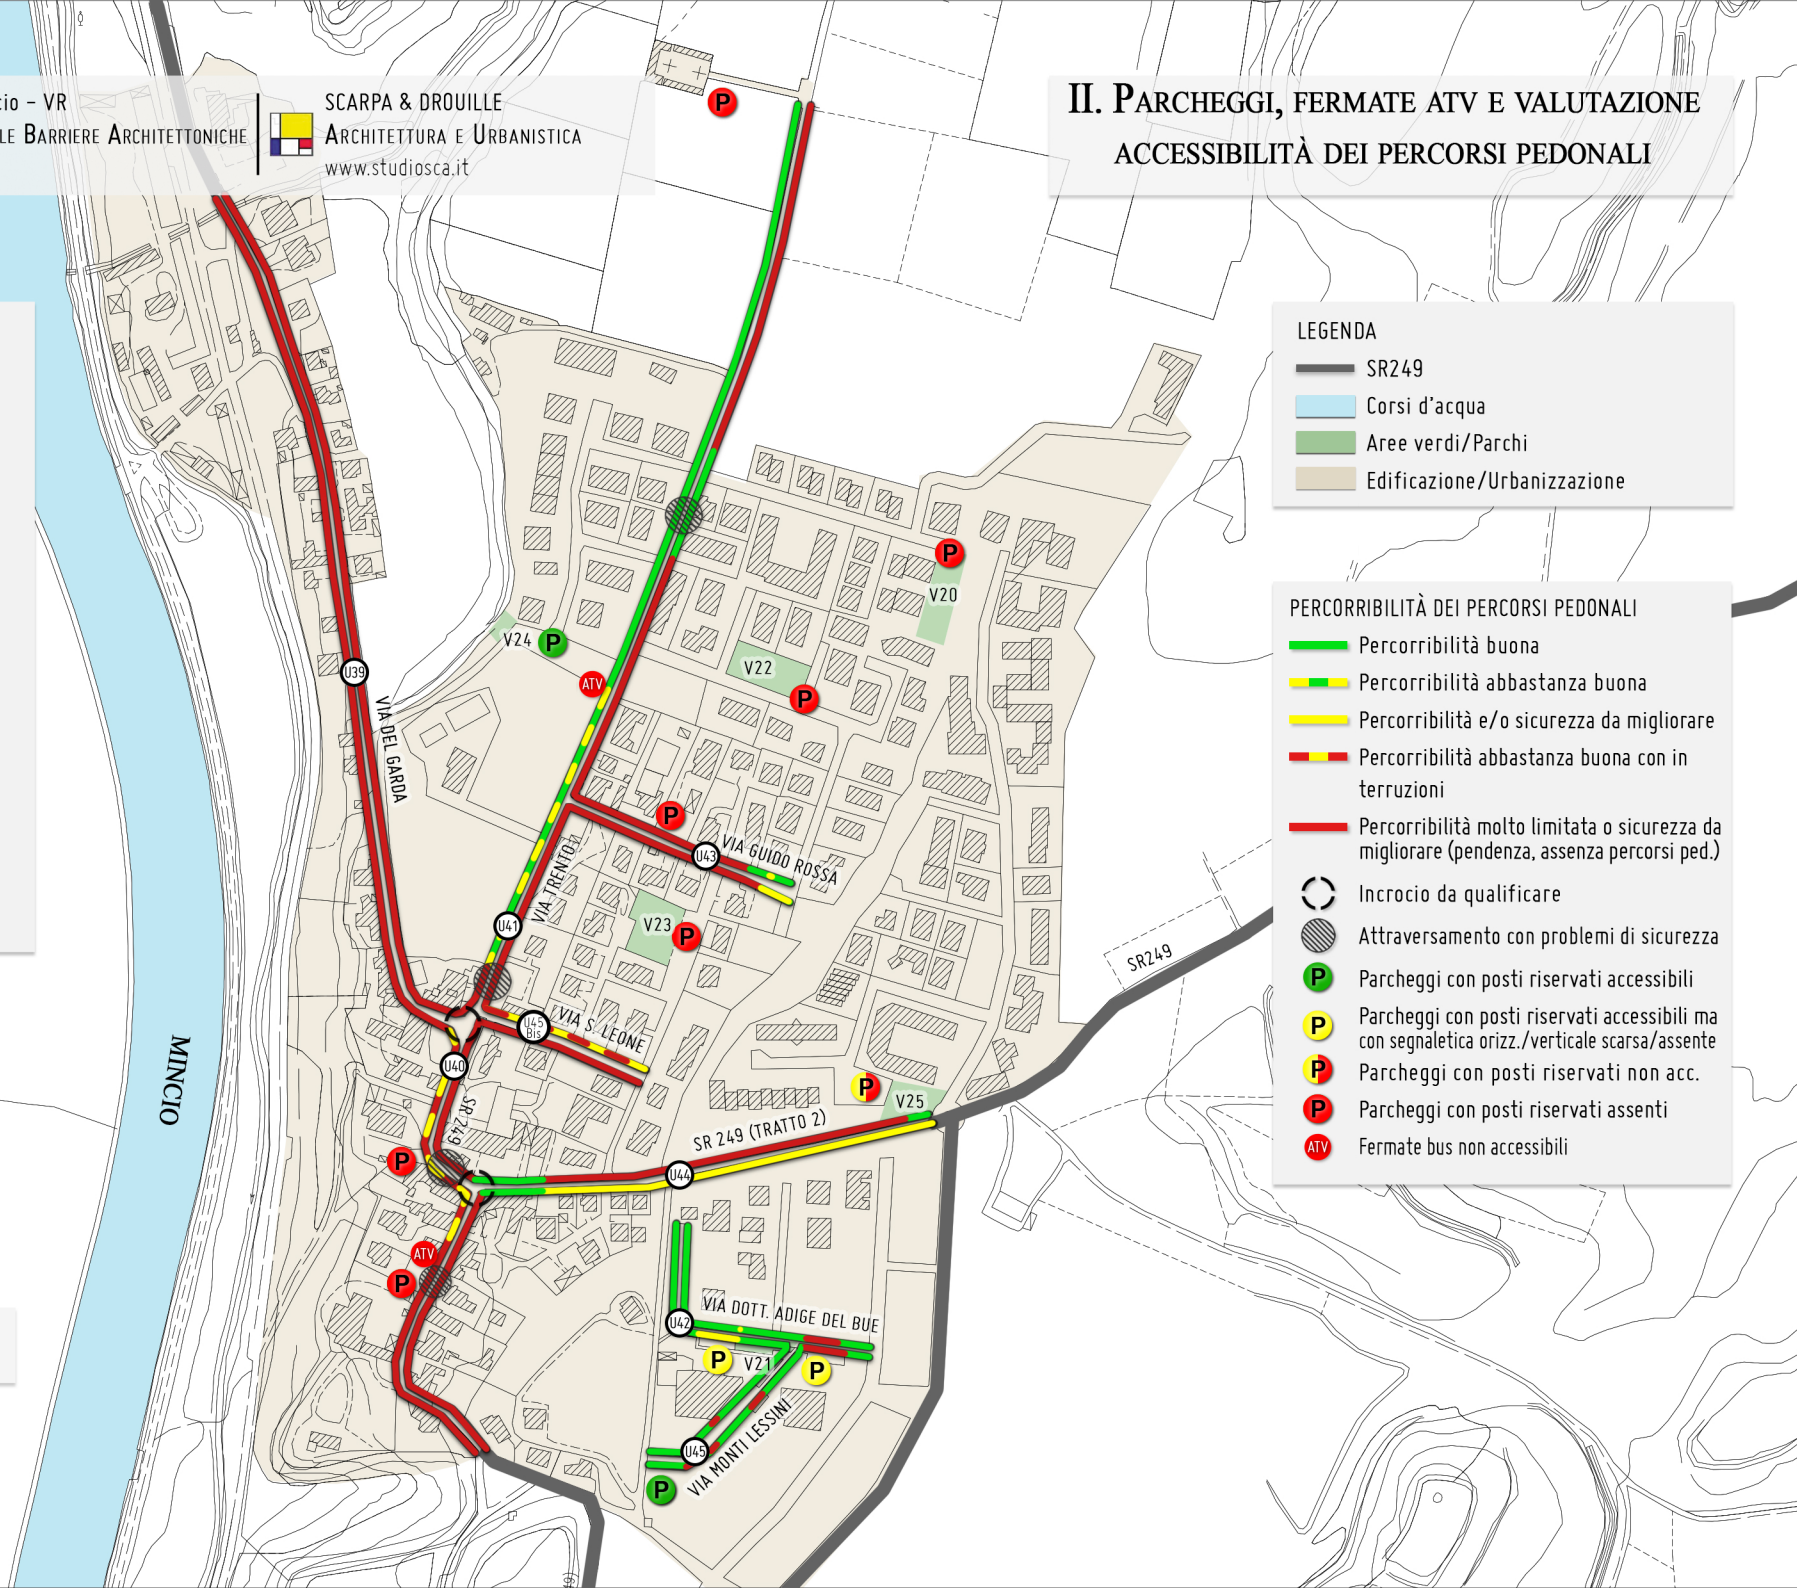 cio - VR
LE BARRIERE ARCHITETTONICHE
SCARPA & DROUILLE
ARCHITETTURA E URBANISTICA
www.studiosca.it
II. PARCHEGGI, FERMATE ATV E VALUTAZIONE
ACCESSIBILITÀ DEI PERCORSI PEDONALI
LEGENDA
SR249
Corsi d'acqua
Aree verdi/Parchi
Edificazione/Urbanizzazione
PERCORRIBILITÀ DEI PERCORSI PEDONALI
Percorribilità buona
Percorribilità abbastanza buona
Percorribilità e/o sicurezza da migliorare
Percorribilità abbastanza buona con in
terruzioni
Percorribilità molto limitata o sicurezza da
migliorare (pendenza, assenza percorsi ped.)
Incrocio da qualificare
Attraversamento con problemi di sicurezza
P Parcheggi con posti riservati accessibili
P Parcheggi con posti riservati accessibili ma
con segnaletica orizz./verticale scarsa/assente
P Parcheggi con posti riservati non acc.
P Parcheggi con posti riservati assenti
ATV Fermate bus non accessibili
P
P
V20
V24
P
V22
P
ATV
U39
VIA DEL GARDA
P
U43
VIA GUIDO ROSSA
VIA TRENTO
U41
V23
P
SR249
U45
Bis
VIA S. LEONE
MINCIO
U40
SR249
P
V25
SR 249 (TRATTO 2)
P
U44
ATV
P
U42
VIA DOTT. ADIGE DEL BUE
P
V21
P
U45
VIA MONTI LESSINI
P